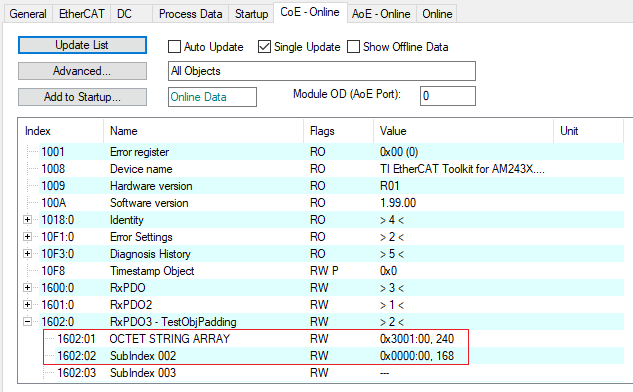 General EtherCAT DC Process Data Startup CoE - Online AoE - Online Online
Update List Auto Update Single Update Show Offline Data
Advanced... All Objects
Add to Startup... Online Data Module OD (AoE Port): 0
Index Name Flags Value Unit
1001 Error register RO 0x00 (0)
1008 Device name RO TI EtherCAT Toolkit for AM243X....
1009 Hardware version RO R01
100A Software version RO 1.99.00
1018:0 Identity RO > 4 <
10F1:0 Error Settings RO > 2 <
10F3:0 Diagnosis History RO > 5 <
10F8 Timestamp Object RW P 0x0
1600:0 RxPDO RW > 3 <
1601:0 RxPDO2 RW > 1 <
1602:0 RxPDO3 - TestObjPadding RW > 2 <
1602:01 OCTET STRING ARRAY RW 0x3001:00, 240
1602:02 SubIndex 002 RW 0x0000:00, 168
1602:03 SubIndex 003 RW ---